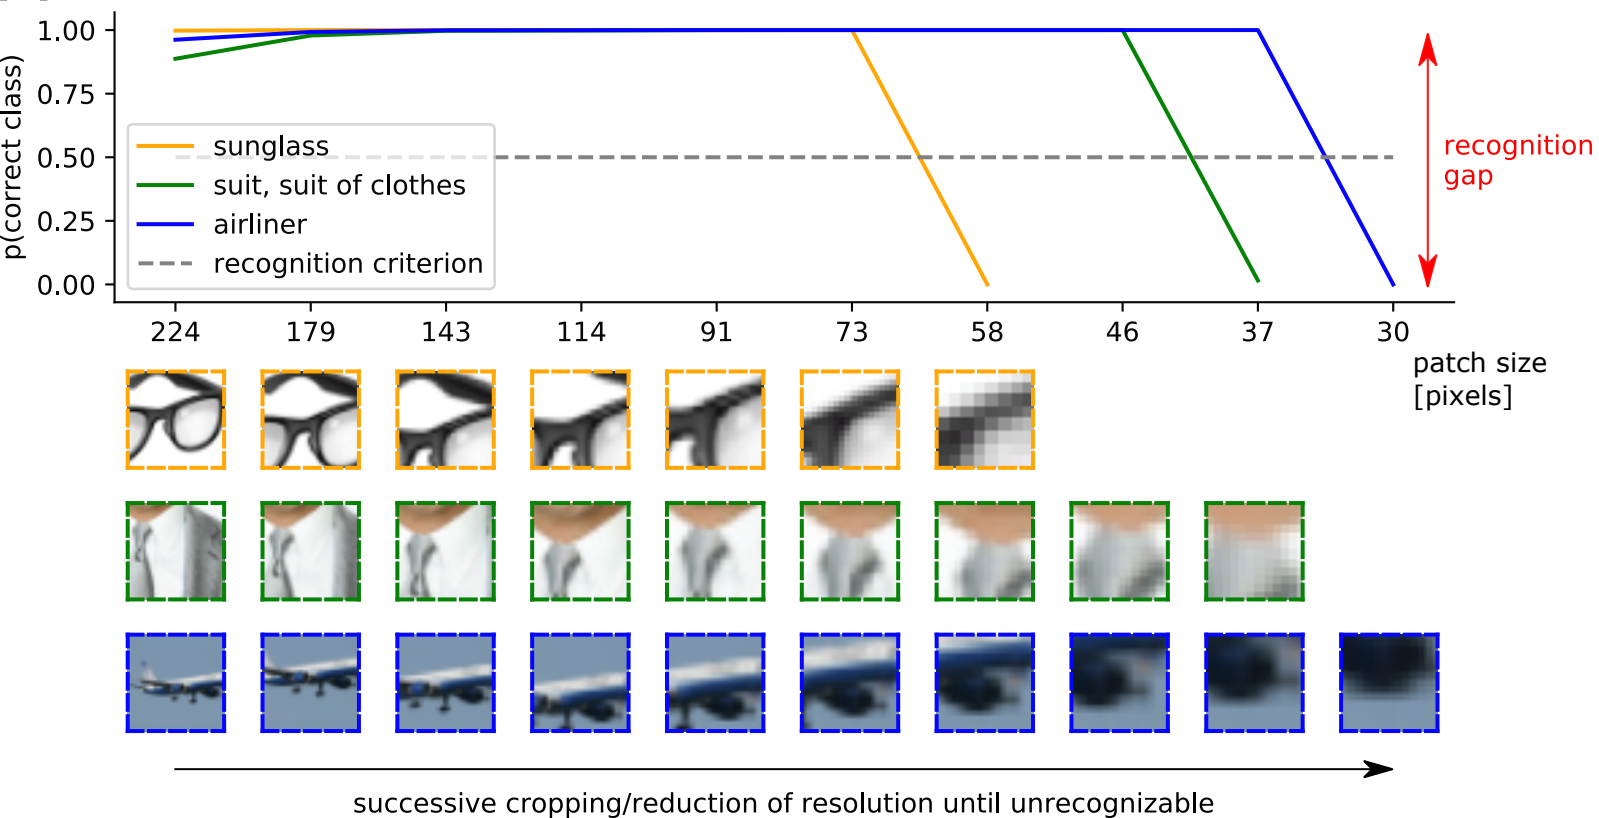 1.00
0.75
0.50
0.25
0.00
p(correct class)
sunglass
suit, suit of clothes
airliner
recognition criterion
recognition
gap
224 179 143 114 91 73 58 46 37 30
patch size
[pixels]
successive cropping/reduction of resolution until unrecognizable